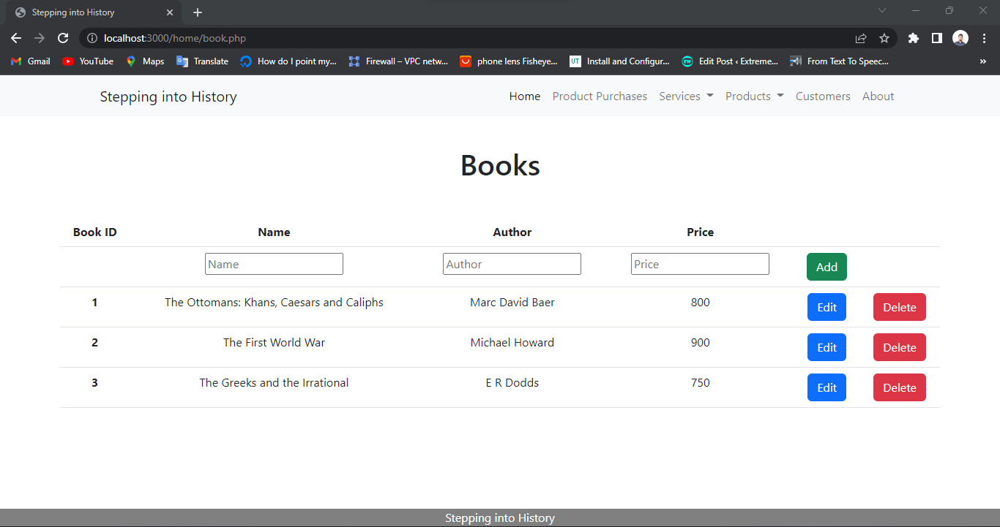 Stepping into History
localhost:3000/home/book.php
Gmail YouTube Maps Translate How do I point my... Firewall – VPC netw... phone lens Fisheye... UT Install and Configur... EW Edit Post ‹ Extreme... From Text To Speec... »
Stepping into History Home Product Purchases Services Products Customers About
Books
Book ID Name Author Price
Name Author Price Add
1 The Ottomans: Khans, Caesars and Caliphs Marc David Baer 800 Edit Delete
2 The First World War Michael Howard 900 Edit Delete
3 The Greeks and the Irrational E R Dodds 750 Edit Delete
Stepping into History